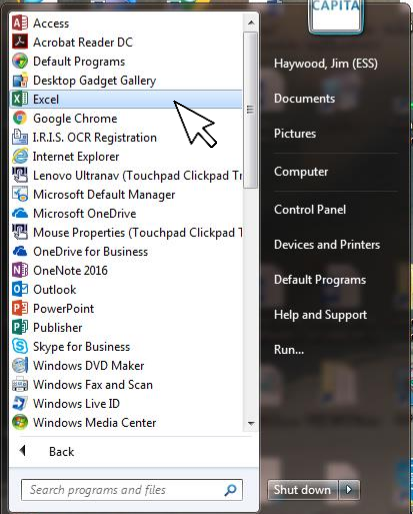 Access
Acrobat Reader DC
Default Programs
Desktop Gadget Gallery
Excel
Google Chrome
I.R.I.S. OCR Registration
Internet Explorer
Lenovo Ultranav (Touchpad Clickpad Tr
Microsoft Default Manager
Microsoft OneDrive
Mouse Properties (Touchpad Clickpad T
OneDrive for Business
OneNote 2016
Outlook
PowerPoint
Publisher
Skype for Business
Windows DVD Maker
Windows Fax and Scan
Windows Live ID
Windows Media Center
Back
Search programs and files
CAPITA
Haywood, Jim (ESS)
Documents
Pictures
Computer
Control Panel
Devices and Printers
Default Programs
Help and Support
Run...
Shut down